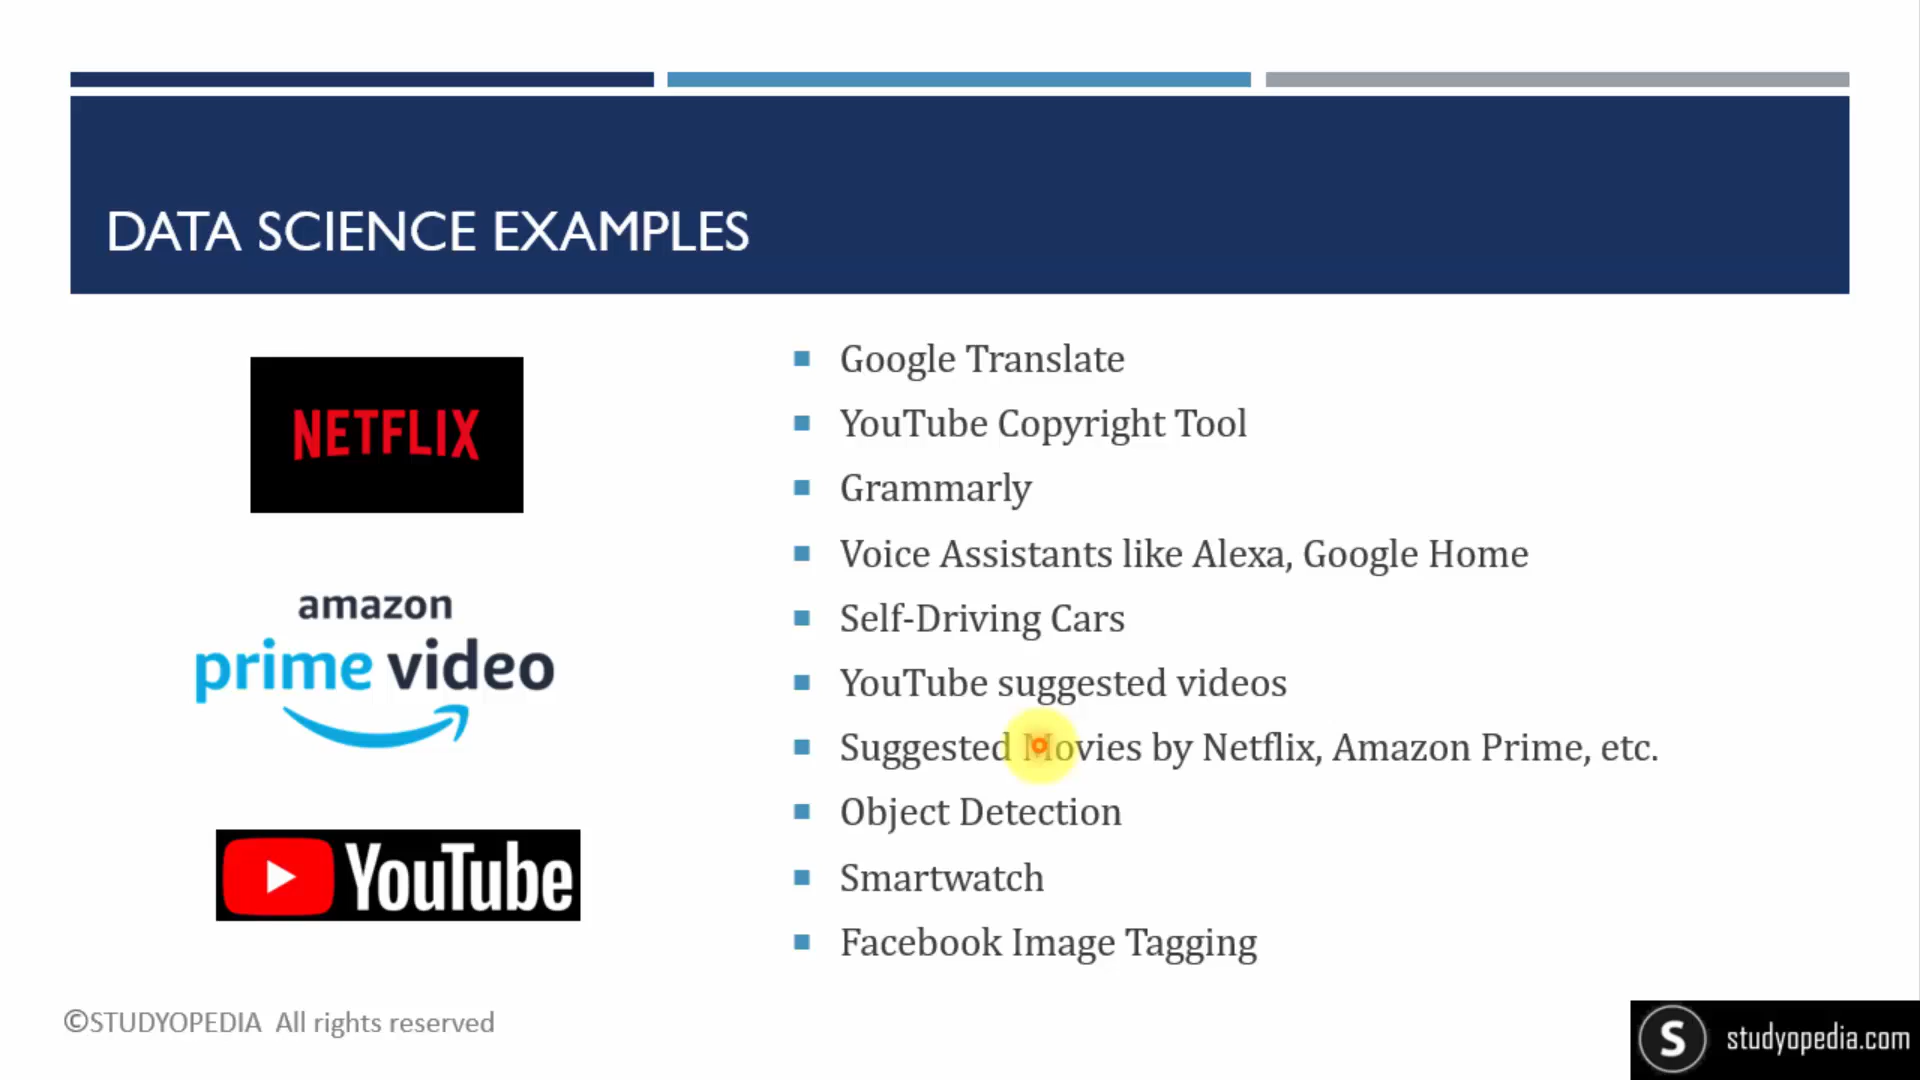 DATA SCIENCE EXAMPLES
NETFLIX
amazon
prime video
YouTube
Google Translate
YouTube Copyright Tool
Grammarly
Voice Assistants like Alexa, Google Home
Self-Driving Cars
YouTube suggested videos
Suggested Movies by Netflix, Amazon Prime, etc.
Object Detection
Smartwatch
Facebook Image Tagging
©STUDYOPEDIA All rights reserved
S studyopedia.com